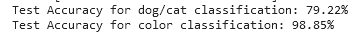 Test Accuracy for dog/cat classification: 79.22%
Test Accuracy for color classification: 98.85%